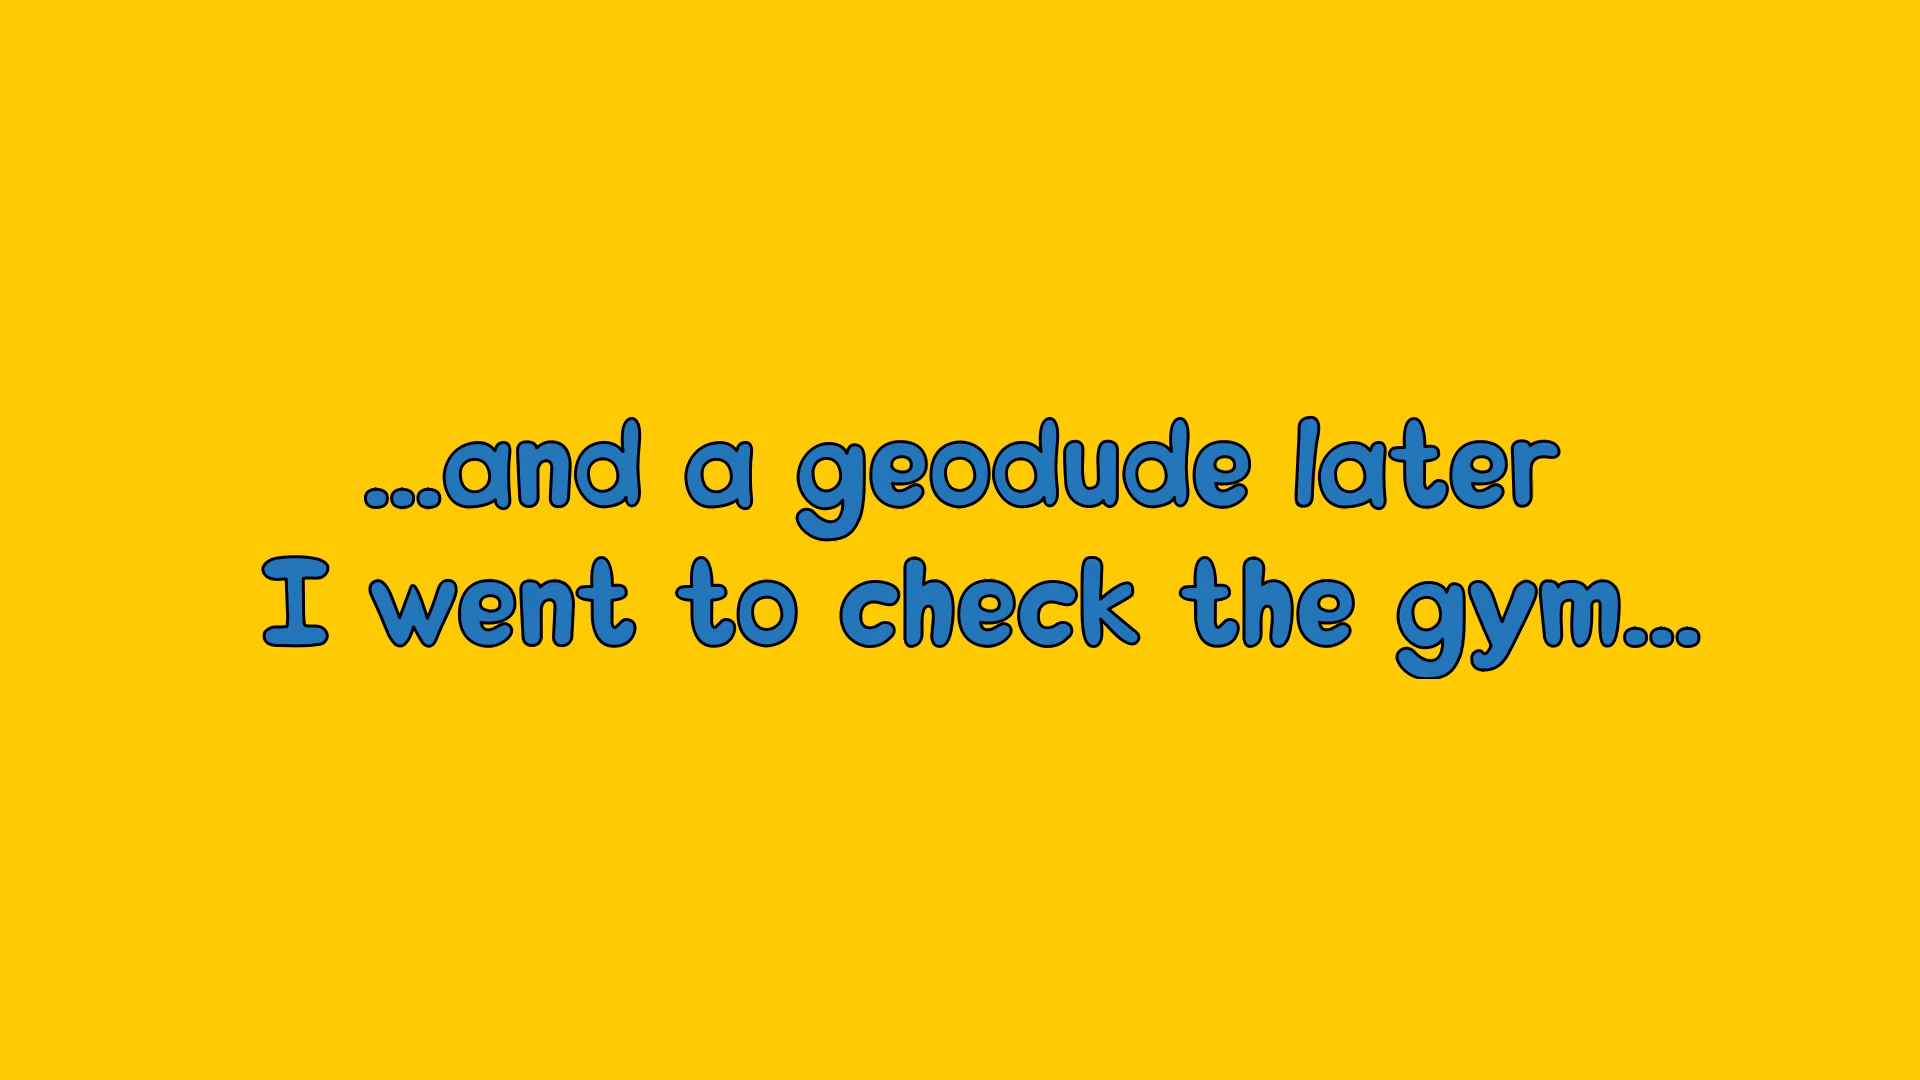 ...and a geodude later
I went to check the gym...